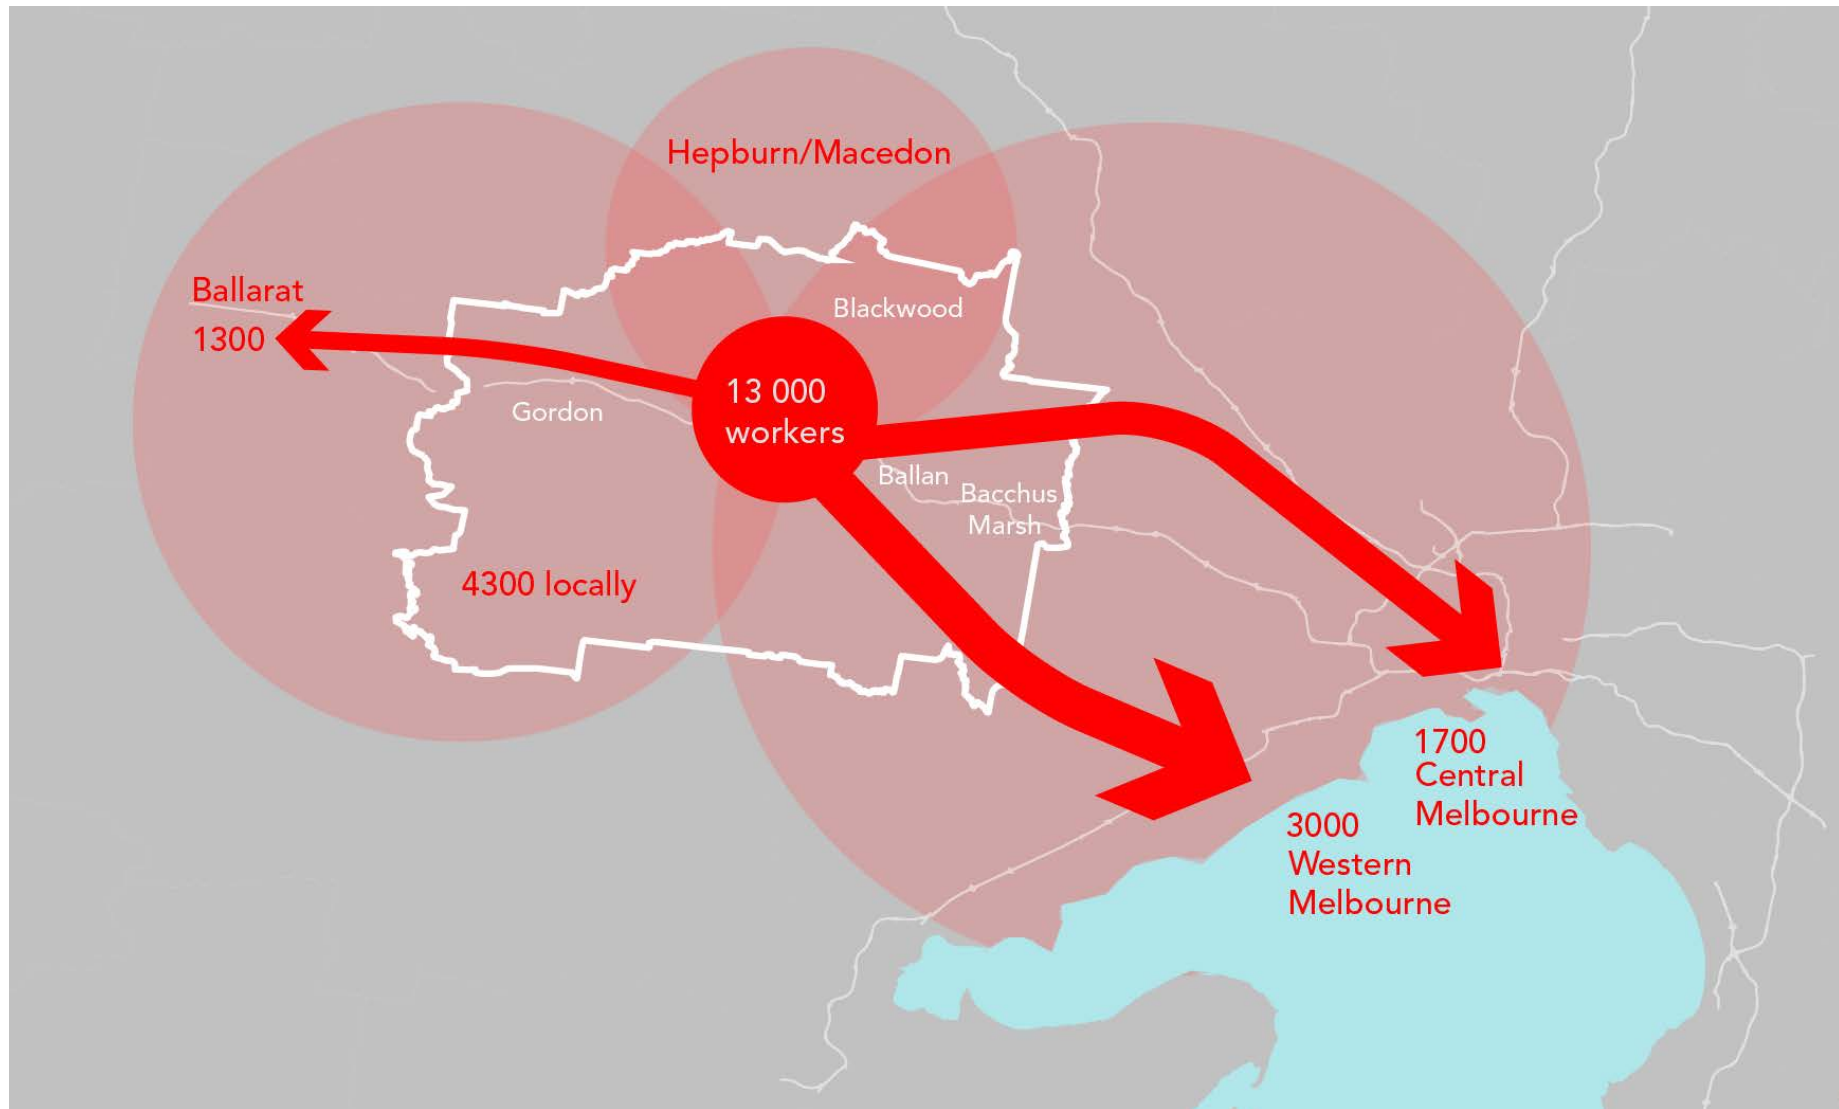 Hepburn/Macedon
Ballarat
1300
Blackwood
13 000
workers
Gordon
Ballan
Bacchus
Marsh
4300 locally
1700
Central
Melbourne
3000
Western
Melbourne